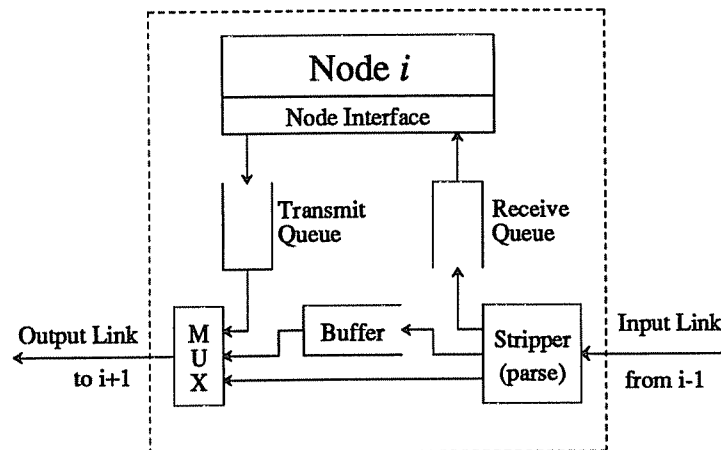 Node i
Node Interface
Transmit
Queue
Receive
Queue
Output Link
to i+1
M
U
X
Buffer
Stripper
(parse)
Input Link
from i-1